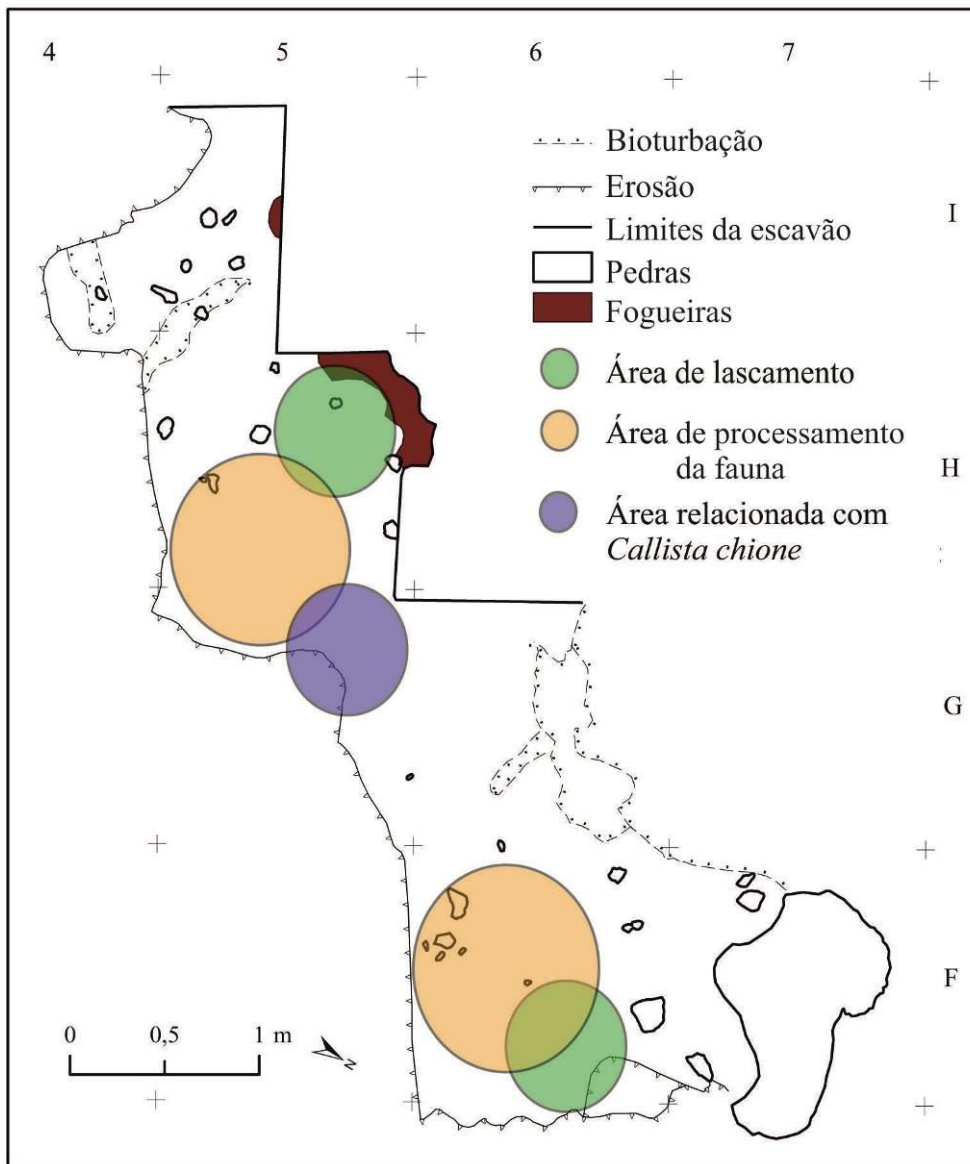 4 5 6 7
Bioturbação
Erosão
I
Limites da escavão
Pedras
Fogueiras
Área de lascamento
Área de processamento
da fauna
H
Área relacionada com
Callista chione
G
F
0 0,5 1 m
N